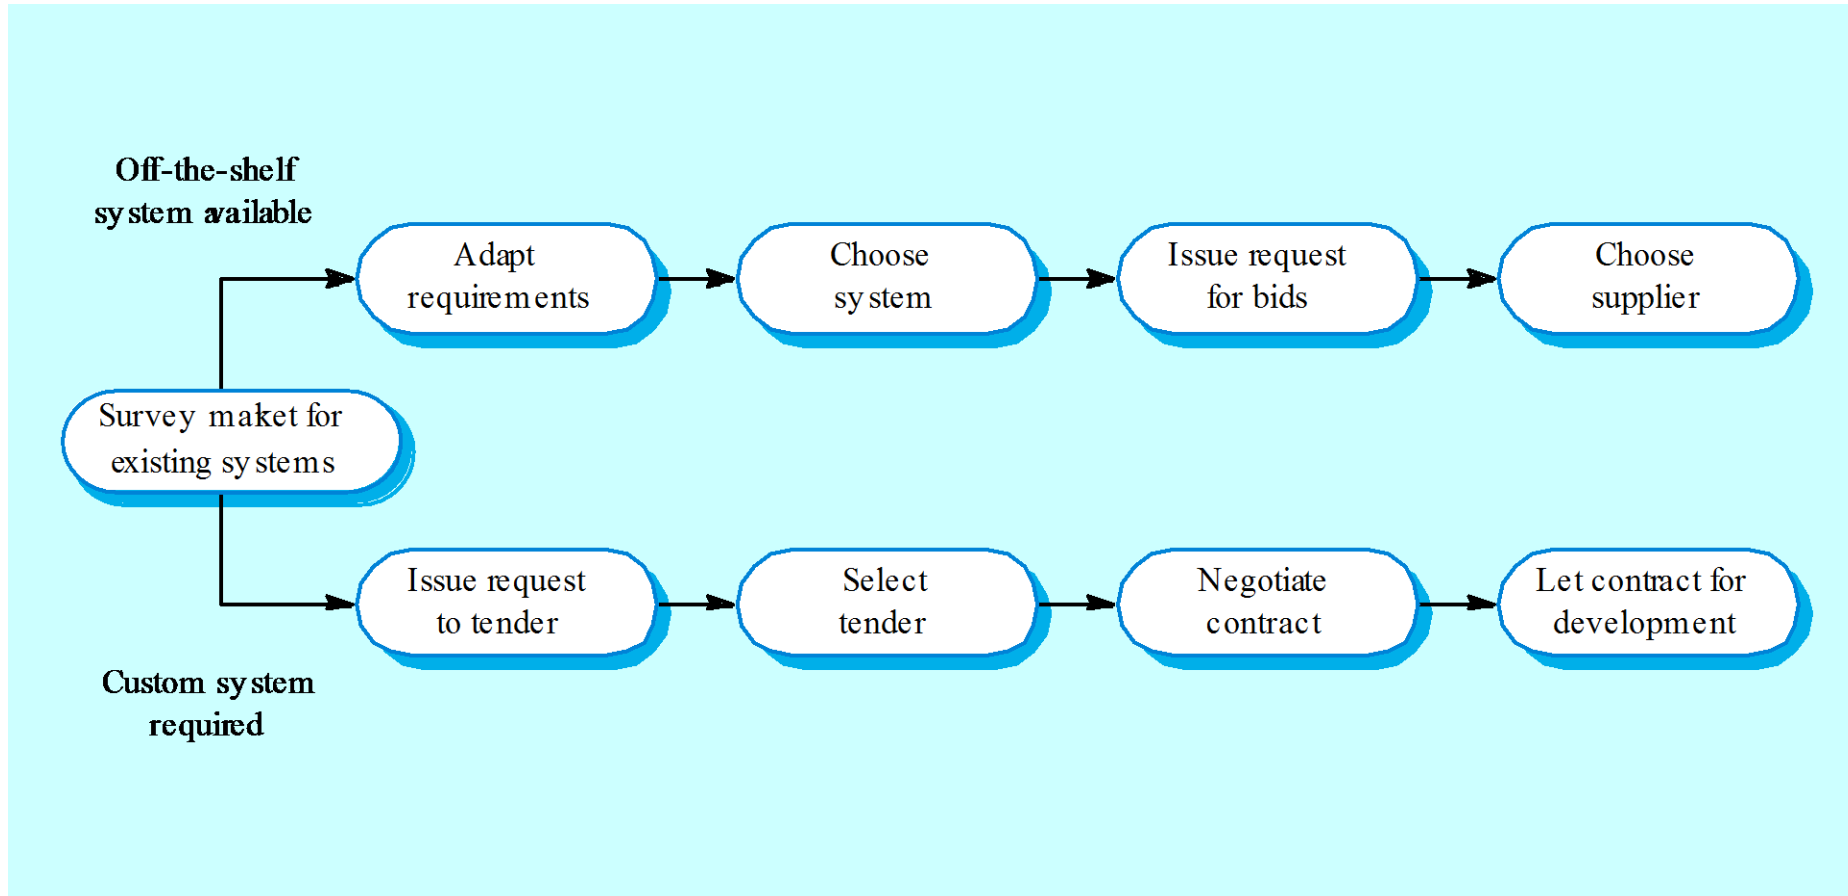 Off-the-shelf
system available
Adapt
requirements
Choose
system
Issue request
for bids
Choose
supplier
Survey maket for
existing systems
Issue request
to tender
Select
tender
Negotiate
contract
Let contract for
development
Custom system
required